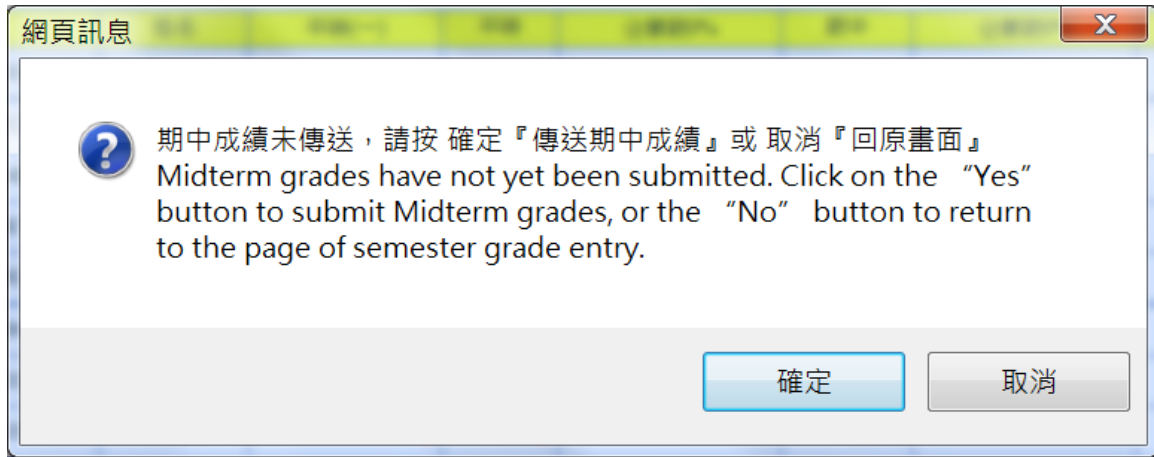 網頁訊息
期中成績未傳送，請按 確定『傳送期中成績』或 取消『回原畫面』
Midterm grades have not yet been submitted. Click on the “Yes”
button to submit Midterm grades, or the “No” button to return
to the page of semester grade entry.
確定
取消